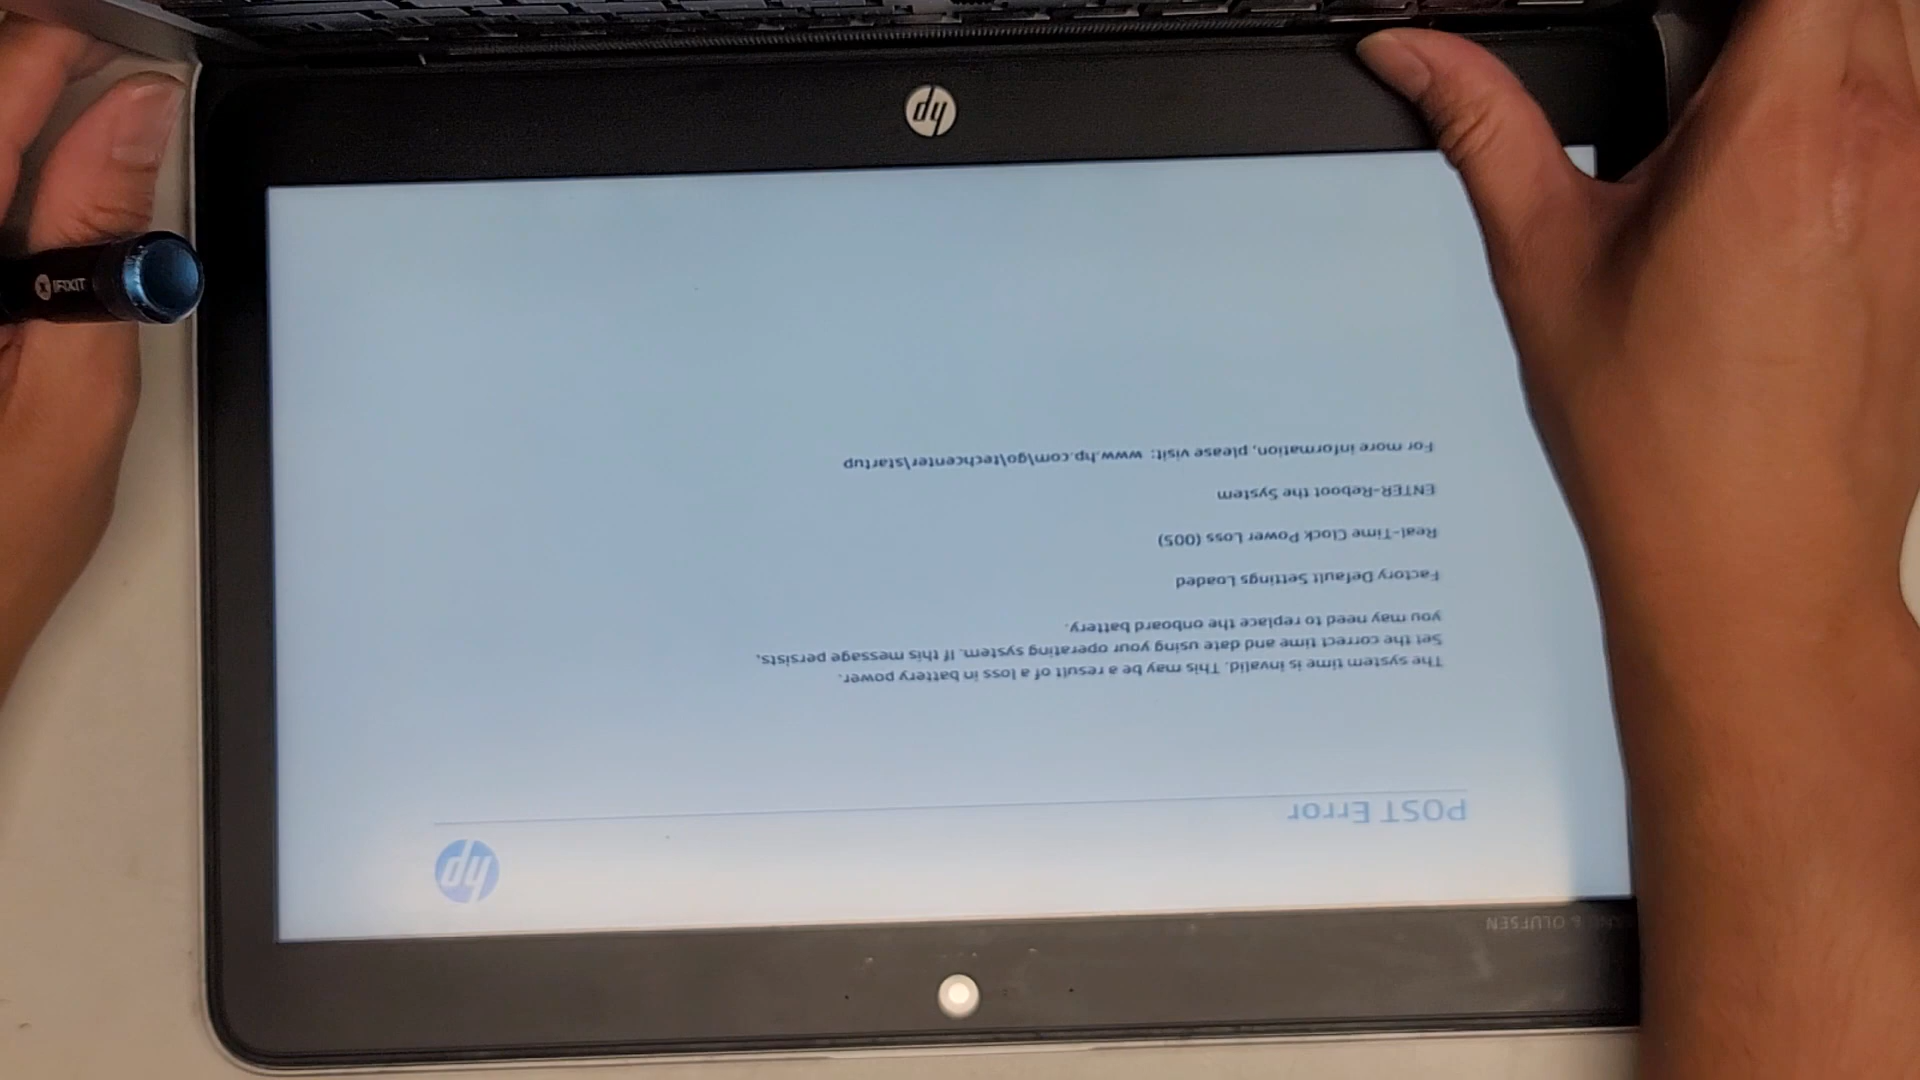 hp
POST Error
The system time is invalid. This may be a result of a loss in battery power.
Set the correct time and date using your operating system. If this message persists,
you may need to replace the onboard battery.
Factory Default Settings Loaded
Real-Time Clock Power Loss (005)
ENTER-Reboot the System
For more information, please visit: www.hp.com/go/techcenter/startup
hp
& OLUFSEN
IFIXIT